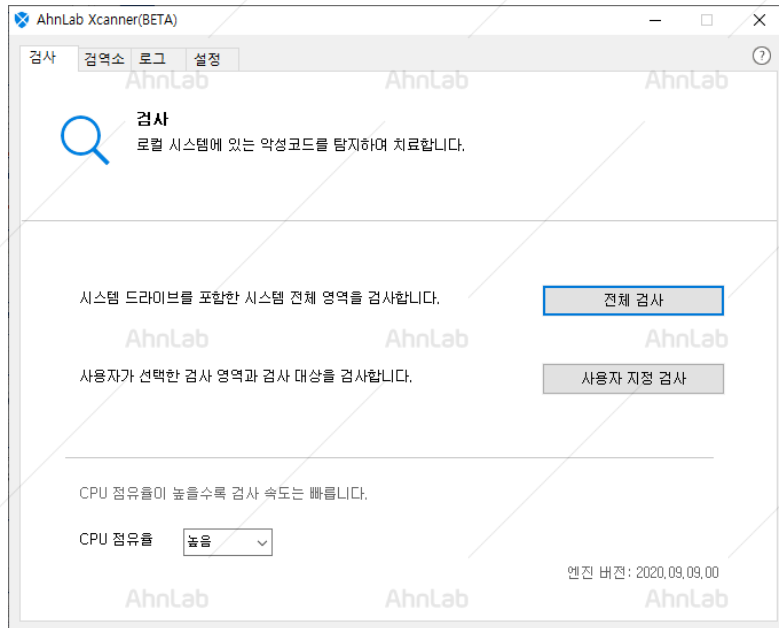 AhnLab Xcanner(BETA)
검사 검역소 로그 설정
검사
로컬 시스템에 있는 악성코드를 탐지하여 치료합니다.
시스템 드라이브를 포함한 시스템 전체 영역을 검사합니다.
전체 검사
사용자가 선택한 검사 영역과 검사 대상을 검사합니다.
사용자 지정 검사
CPU 점유율이 높을수록 검사 속도는 빠릅니다.
CPU 점유율 높음
엔진 버전: 2020.09.09.00
AhnLab AhnLab AhnLab
AhnLab AhnLab AhnLab
AhnLab AhnLab AhnLab